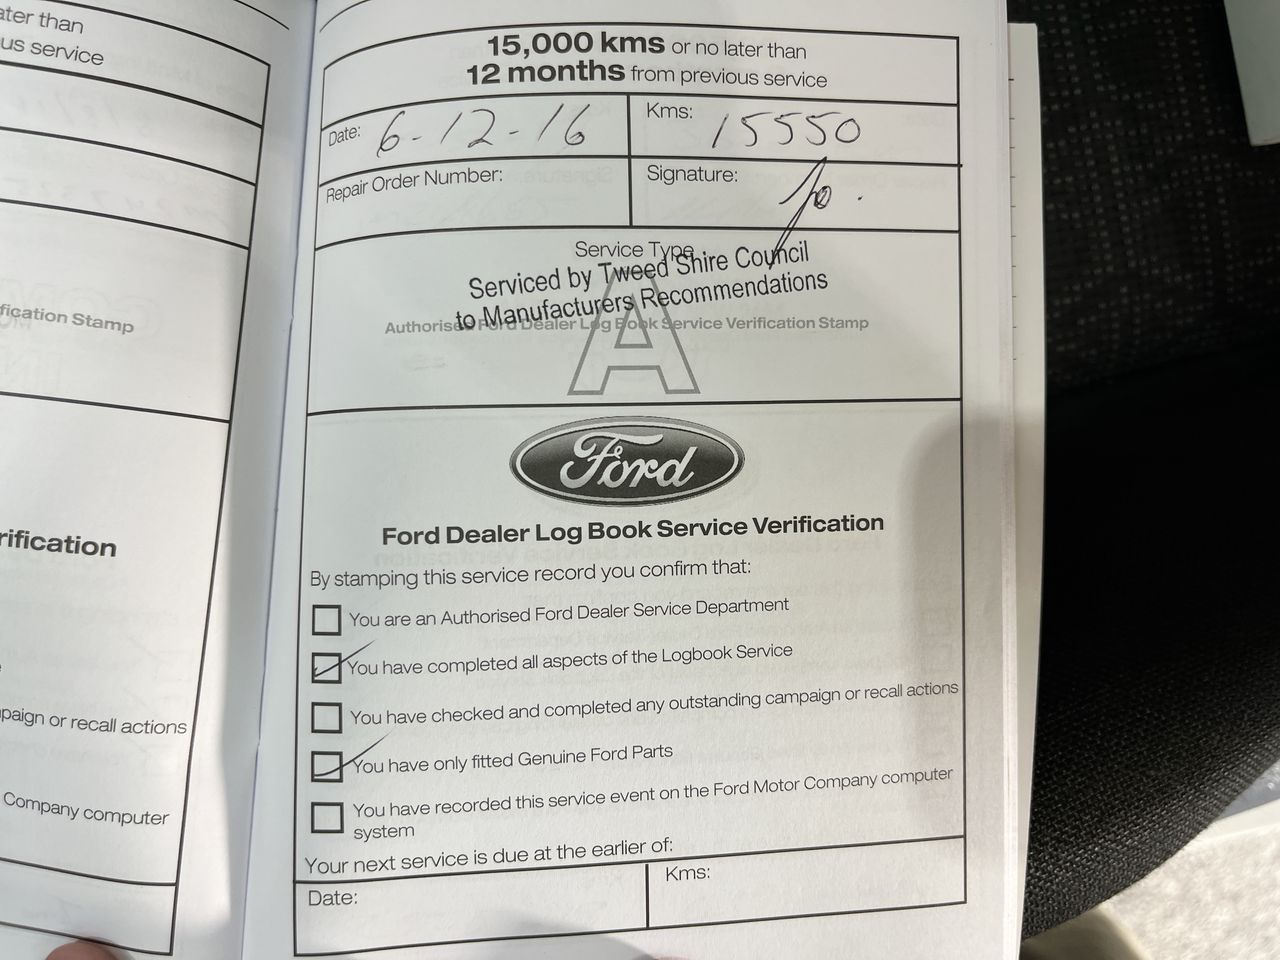 ater than
us service
fication Stamp
rification
paign or recall actions
Company computer
15,000 kms or no later than
12 months from previous service
Date: 6-12-16
Kms: 15550
Repair Order Number:
Signature:
Service Type
Serviced by Tweed Shire Council
to Manufacturers Recommendations
Authorised Ford Dealer Log Book Service Verification Stamp
A
Ford
Ford Dealer Log Book Service Verification
By stamping this service record you confirm that:
You are an Authorised Ford Dealer Service Department
You have completed all aspects of the Logbook Service
You have checked and completed any outstanding campaign or recall actions
You have only fitted Genuine Ford Parts
You have recorded this service event on the Ford Motor Company computer
system
Your next service is due at the earlier of:
Date:
Kms: